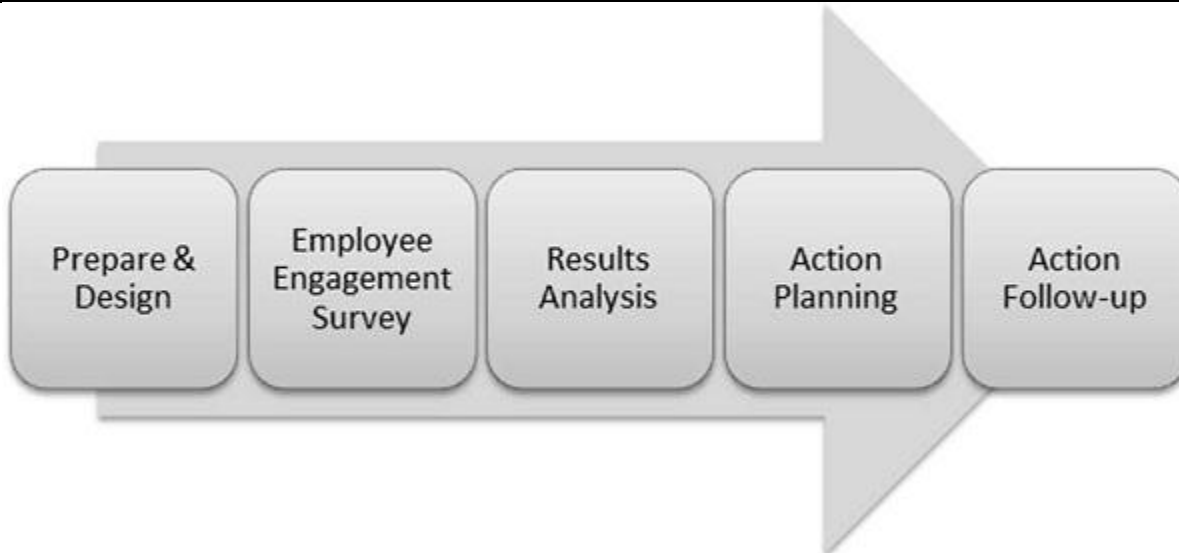 Prepare &
Design
Employee
Engagement
Survey
Results
Analysis
Action
Planning
Action
Follow-up